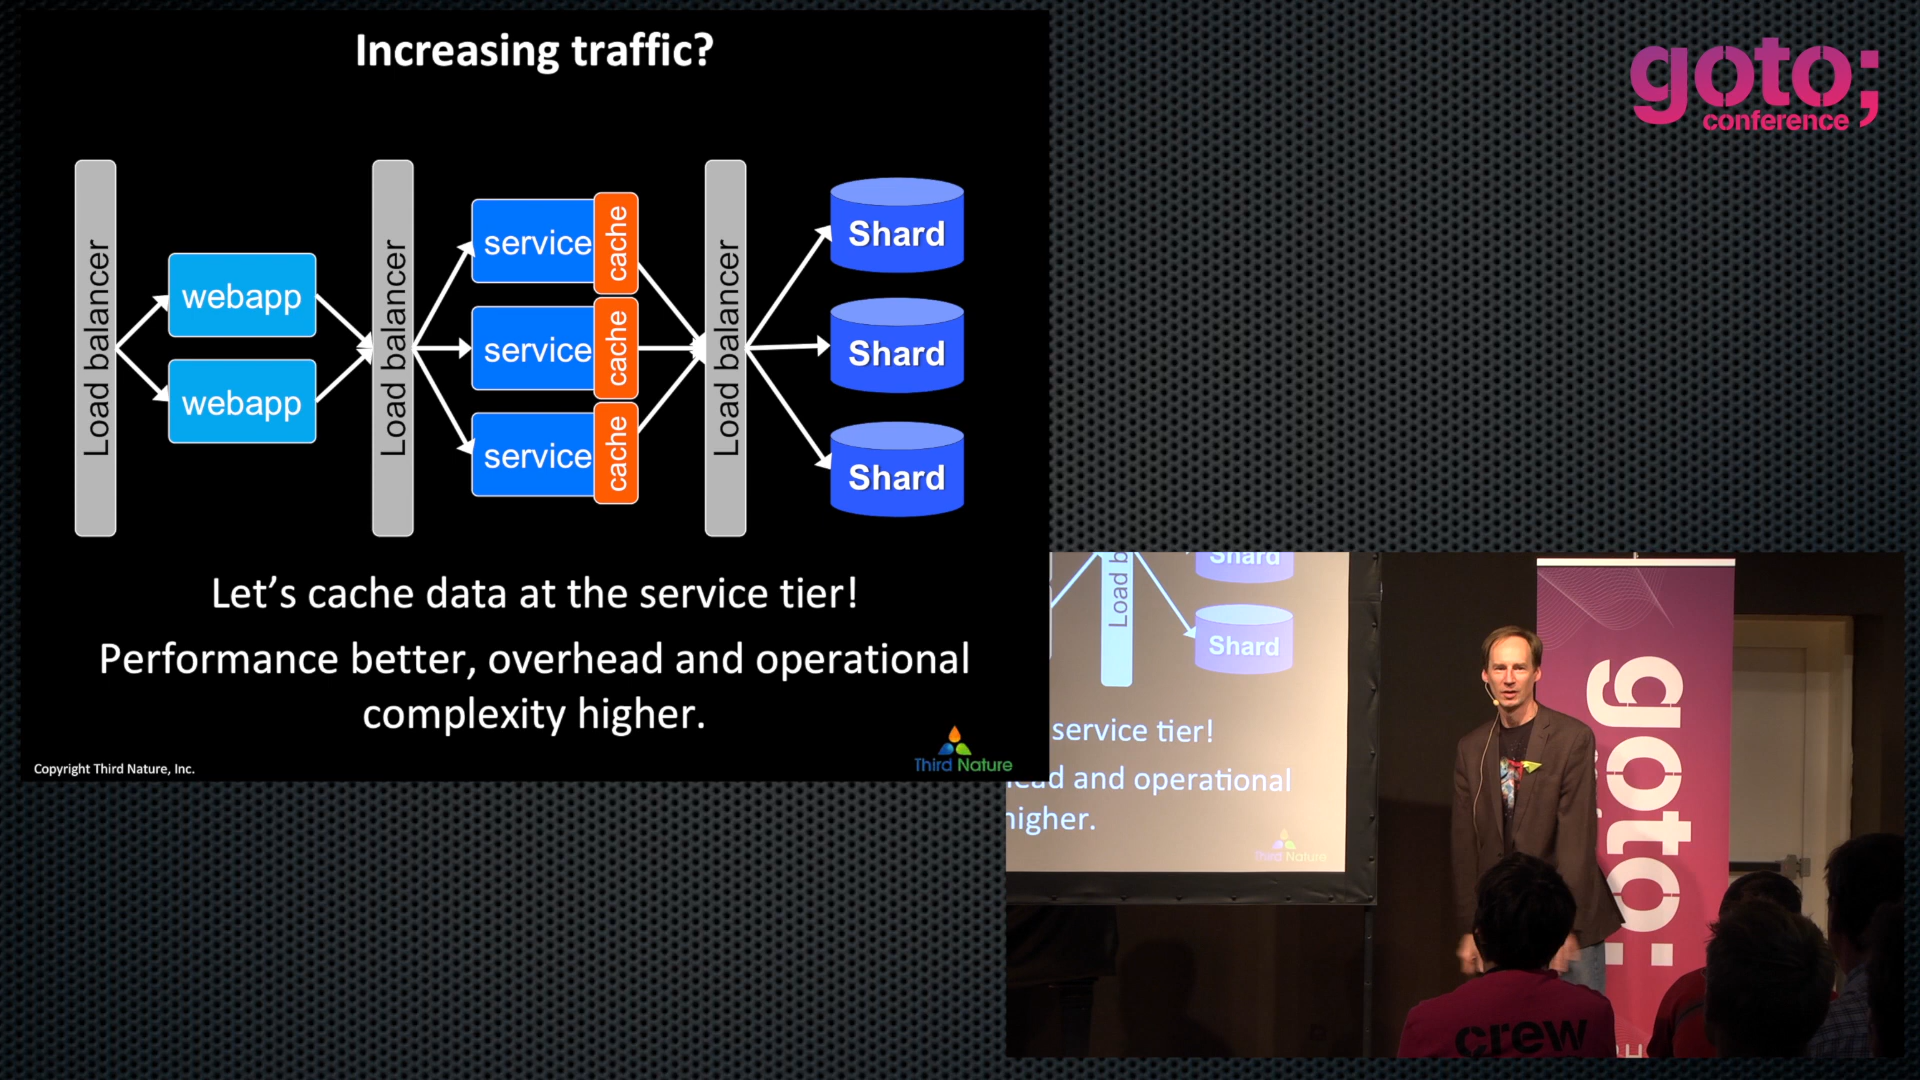 Increasing traffic?
Load balancer
webapp
webapp
Load balancer
service
cache
service
cache
service
cache
Load balancer
Shard
Shard
Shard
Let's cache data at the service tier!
Performance better, overhead and operational
complexity higher.
Copyright Third Nature, Inc.
Third Nature
goto;
conference
Shard
Load b
Shard
service tier!
ead and operational
higher.
Third Nature
goto;
crew